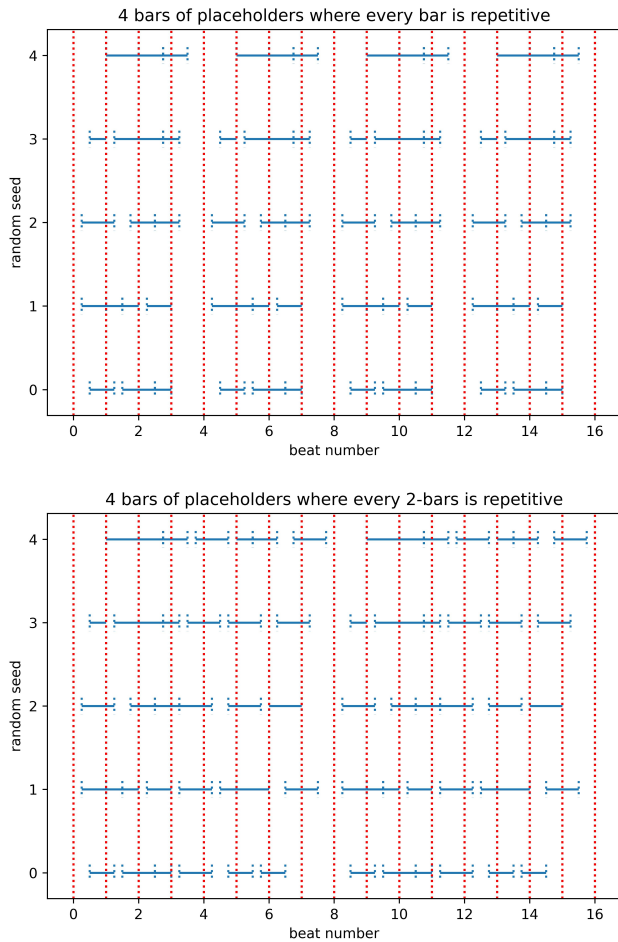 4 bars of placeholders where every bar is repetitive
4
3
2
1
0
random seed
0 2 4 6 8 10 12 14 16
beat number
4 bars of placeholders where every 2-bars is repetitive
4
3
2
1
0
random seed
0 2 4 6 8 10 12 14 16
beat number